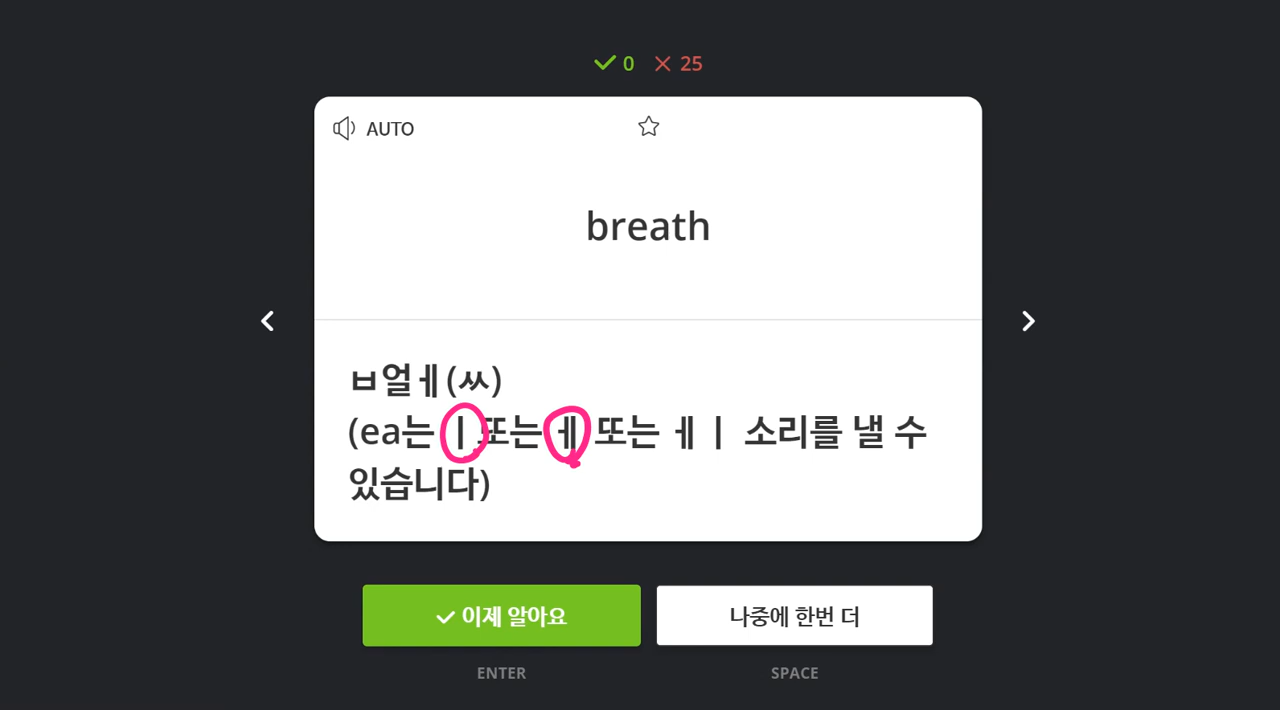 0 25
AUTO
breath
ㅂ얼ㅔ(ㅆ)
(ea는 ㅣ또는 ㅔ 또는 ㅔㅣ 소리를 낼 수
있습니다)
이제 알아요 나중에 한번 더
ENTER SPACE